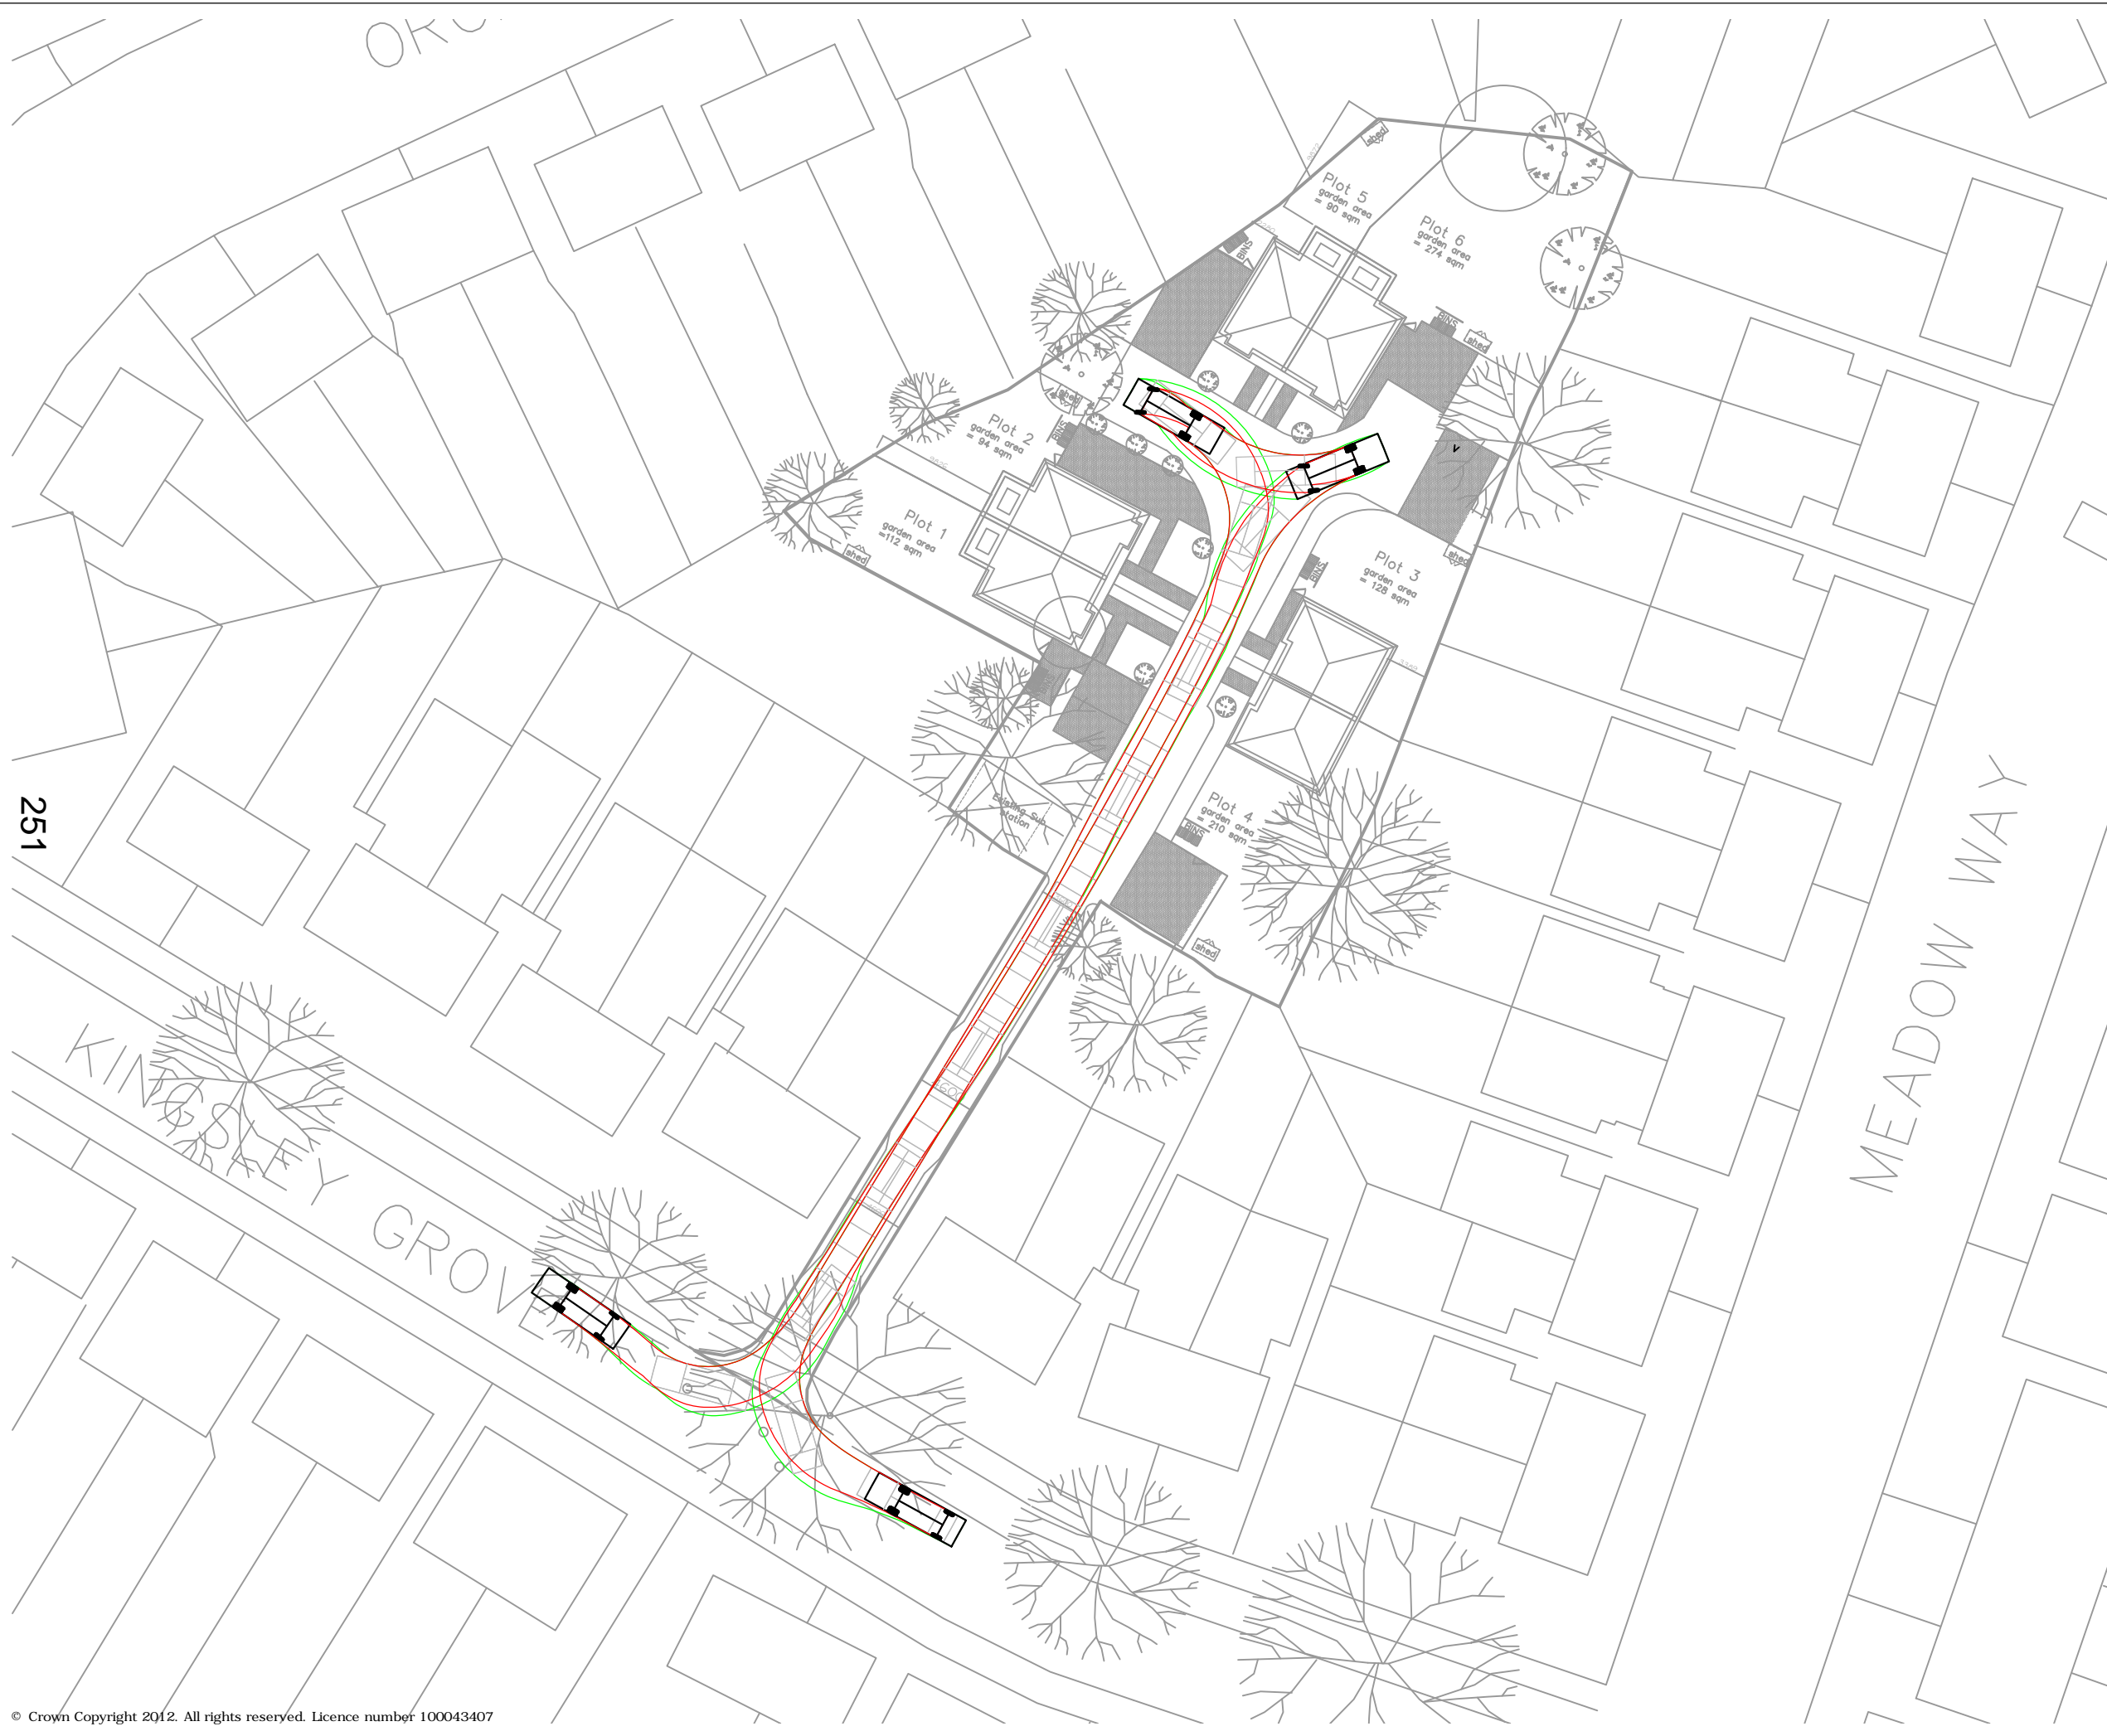 Plot 5
garden area
= 90 sqm
Plot 6
garden area
= 274 sqm
shed
BINS
BINS
shed
Plot 2
garden area
= 94 sqm
BINS
shed
Plot 1
garden area
=112 sqm
shed
Plot 3
garden area
= 128 sqm
BINS
shed
Existing Sub
Station
Plot 4
garden area
= 210 sqm
BINS
shed
251
KINGSLEY GROVE
MEADOW WAY
© Crown Copyright 2012. All rights reserved. Licence number 100043407